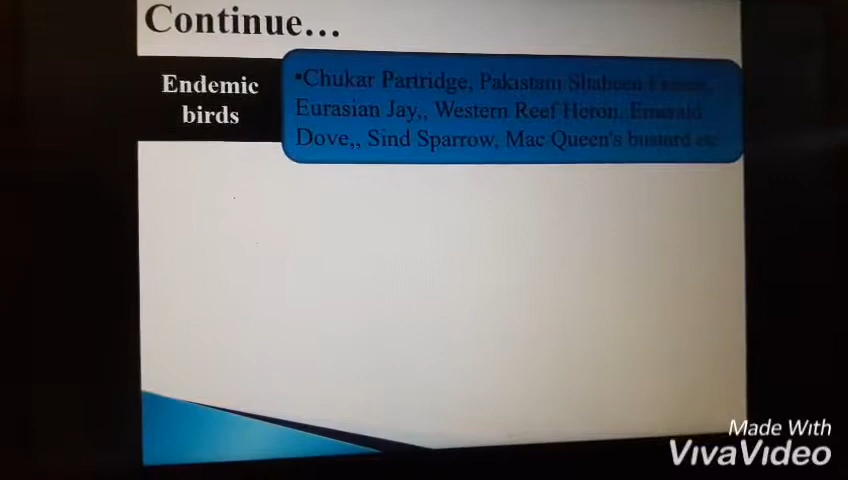 Continue...
Endemic
birds
▪Chukar Partridge, Pakistani Shaheen Falcon,
Eurasian Jay,, Western Reef Heron, Emerald
Dove,, Sind Sparrow, Mac Queen's bustard etc
Made With
VivaVideo